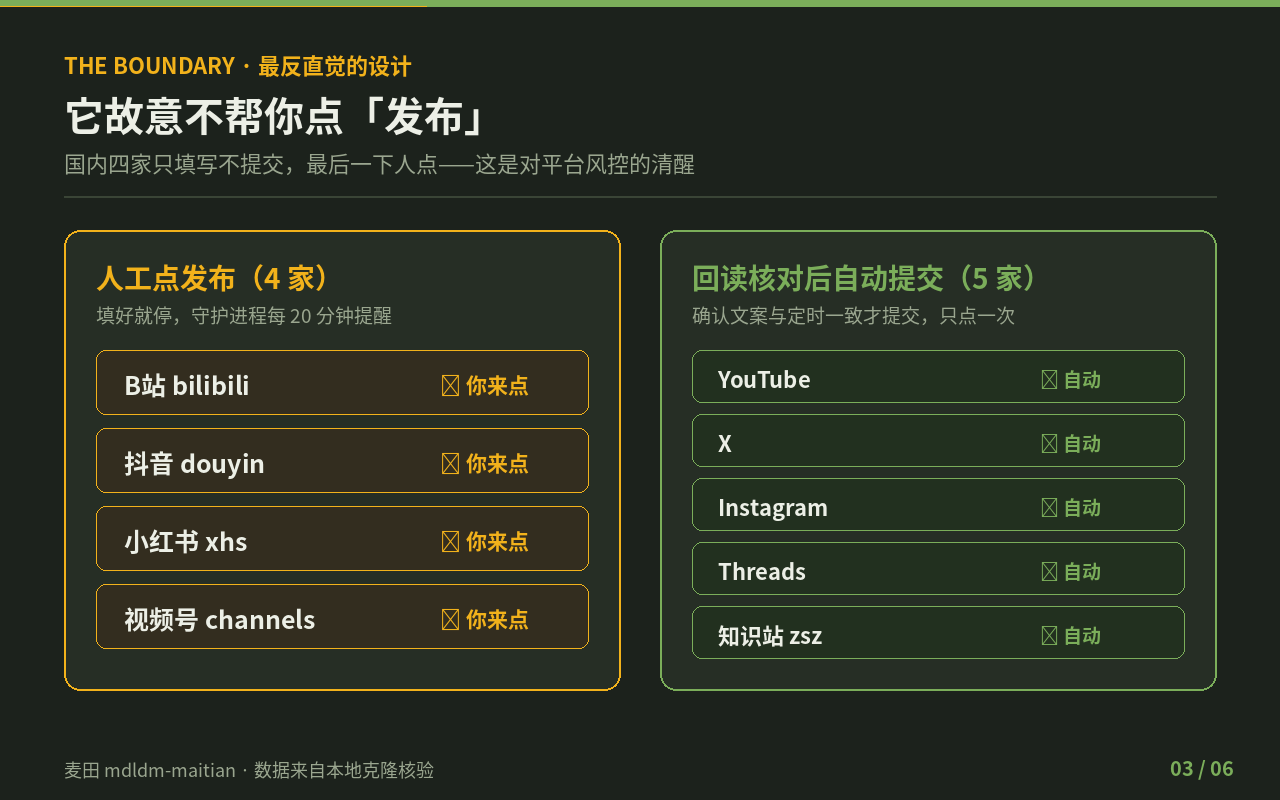 THE BOUNDARY · 最反直觉的设计
它故意不帮你点「发布」
国内四家只填写不提交，最后一下人点——这是对平台风控的清醒
人工点发布（4 家）
填好就停，守护进程每 20 分钟提醒
B站 bilibili 你来点
抖音 douyin 你来点
小红书 xhs 你来点
视频号 channels 你来点
回读核对后自动提交（5 家）
确认文案与定时一致才提交，只点一次
YouTube 自动
X 自动
Instagram 自动
Threads 自动
知识站 zsz 自动
麦田 mdldm-maitian · 数据来自本地克隆核验
03 / 06